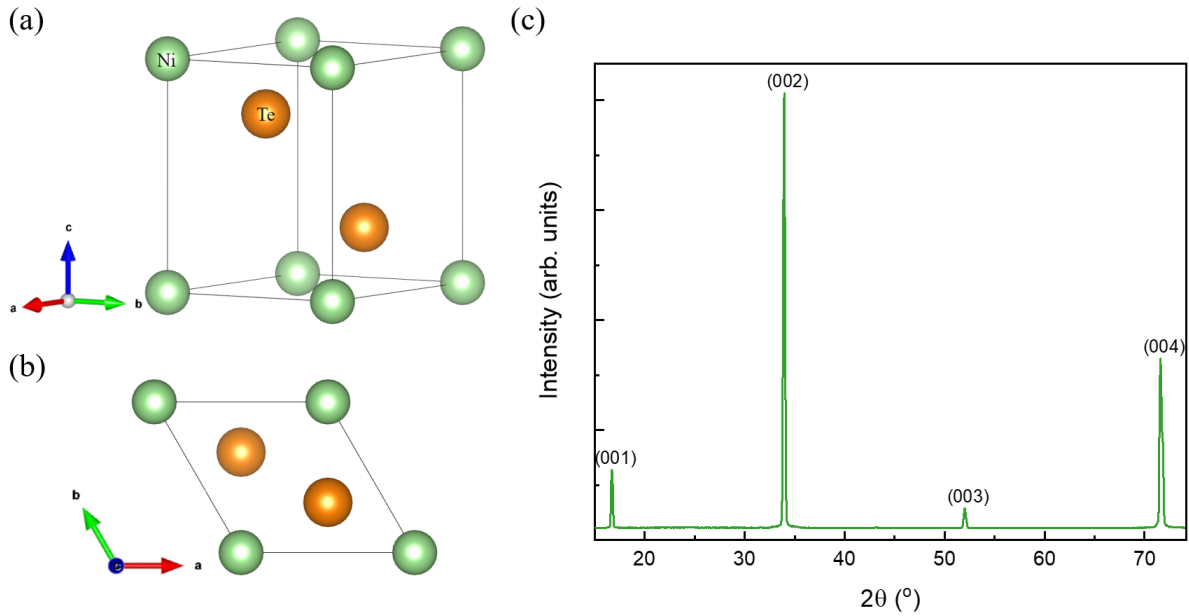 (a)
Ni
Te
c
a
b
(b)
b
c
a
(c)
Intensity (arb. units)
(001)
(002)
(003)
(004)
20
30
40
50
60
70
2θ (°)